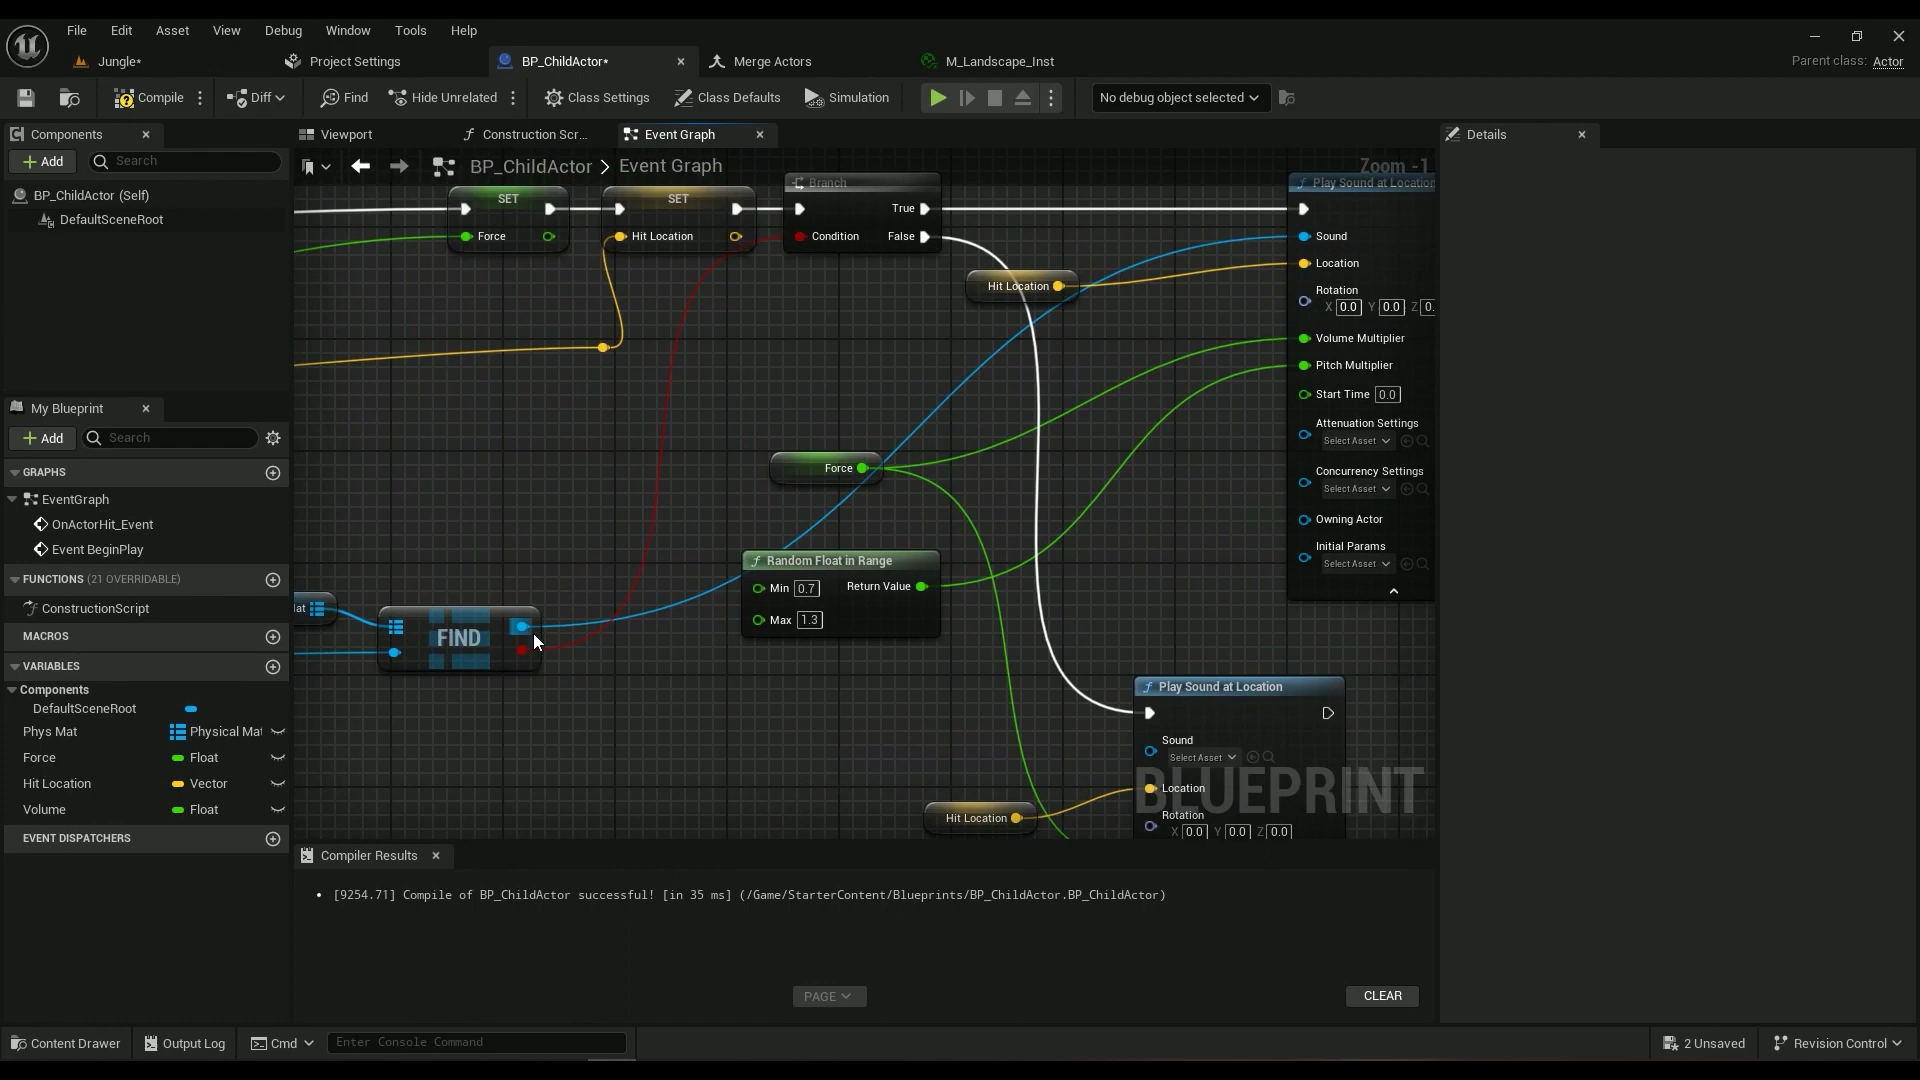 File Edit Asset View Debug Window Tools Help
Jungle* Project Settings BP_ChildActor* Merge Actors M_Landscape_Inst Parent class: Actor
Compile Diff Find Hide Unrelated Class Settings Class Defaults Simulation No debug object selected
Components Viewport Construction Scr... Event Graph Details
Add Search BP_ChildActor > Event Graph Zoom -1
BP_ChildActor (Self)
DefaultSceneRoot
SET
Force
SET
Hit Location
Branch
True
Condition False
Play Sound at Location
Sound
Location
Rotation
X 0.0 Y 0.0 Z 0.
Volume Multiplier
Pitch Multiplier
Start Time 0.0
Attenuation Settings
Select Asset
Concurrency Settings
Select Asset
Owning Actor
Initial Params
Select Asset
Hit Location
Force
Random Float in Range
Min 0.7 Return Value
Max 1.3
lat
FIND
Play Sound at Location
Sound
Select Asset
Location
Rotation
X 0.0 Y 0.0 Z 0.0
Hit Location
BLUEPRINT
My Blueprint
Add Search
GRAPHS
EventGraph
OnActorHit_Event
Event BeginPlay
FUNCTIONS (21 OVERRIDABLE)
ConstructionScript
MACROS
VARIABLES
Components
DefaultSceneRoot
Phys Mat Physical Mat
Force Float
Hit Location Vector
Volume Float
EVENT DISPATCHERS
Compiler Results
[9254.71] Compile of BP_ChildActor successful! [in 35 ms] (/Game/StarterContent/Blueprints/BP_ChildActor.BP_ChildActor)
PAGE CLEAR
Content Drawer Output Log Cmd Enter Console Command 2 Unsaved Revision Control